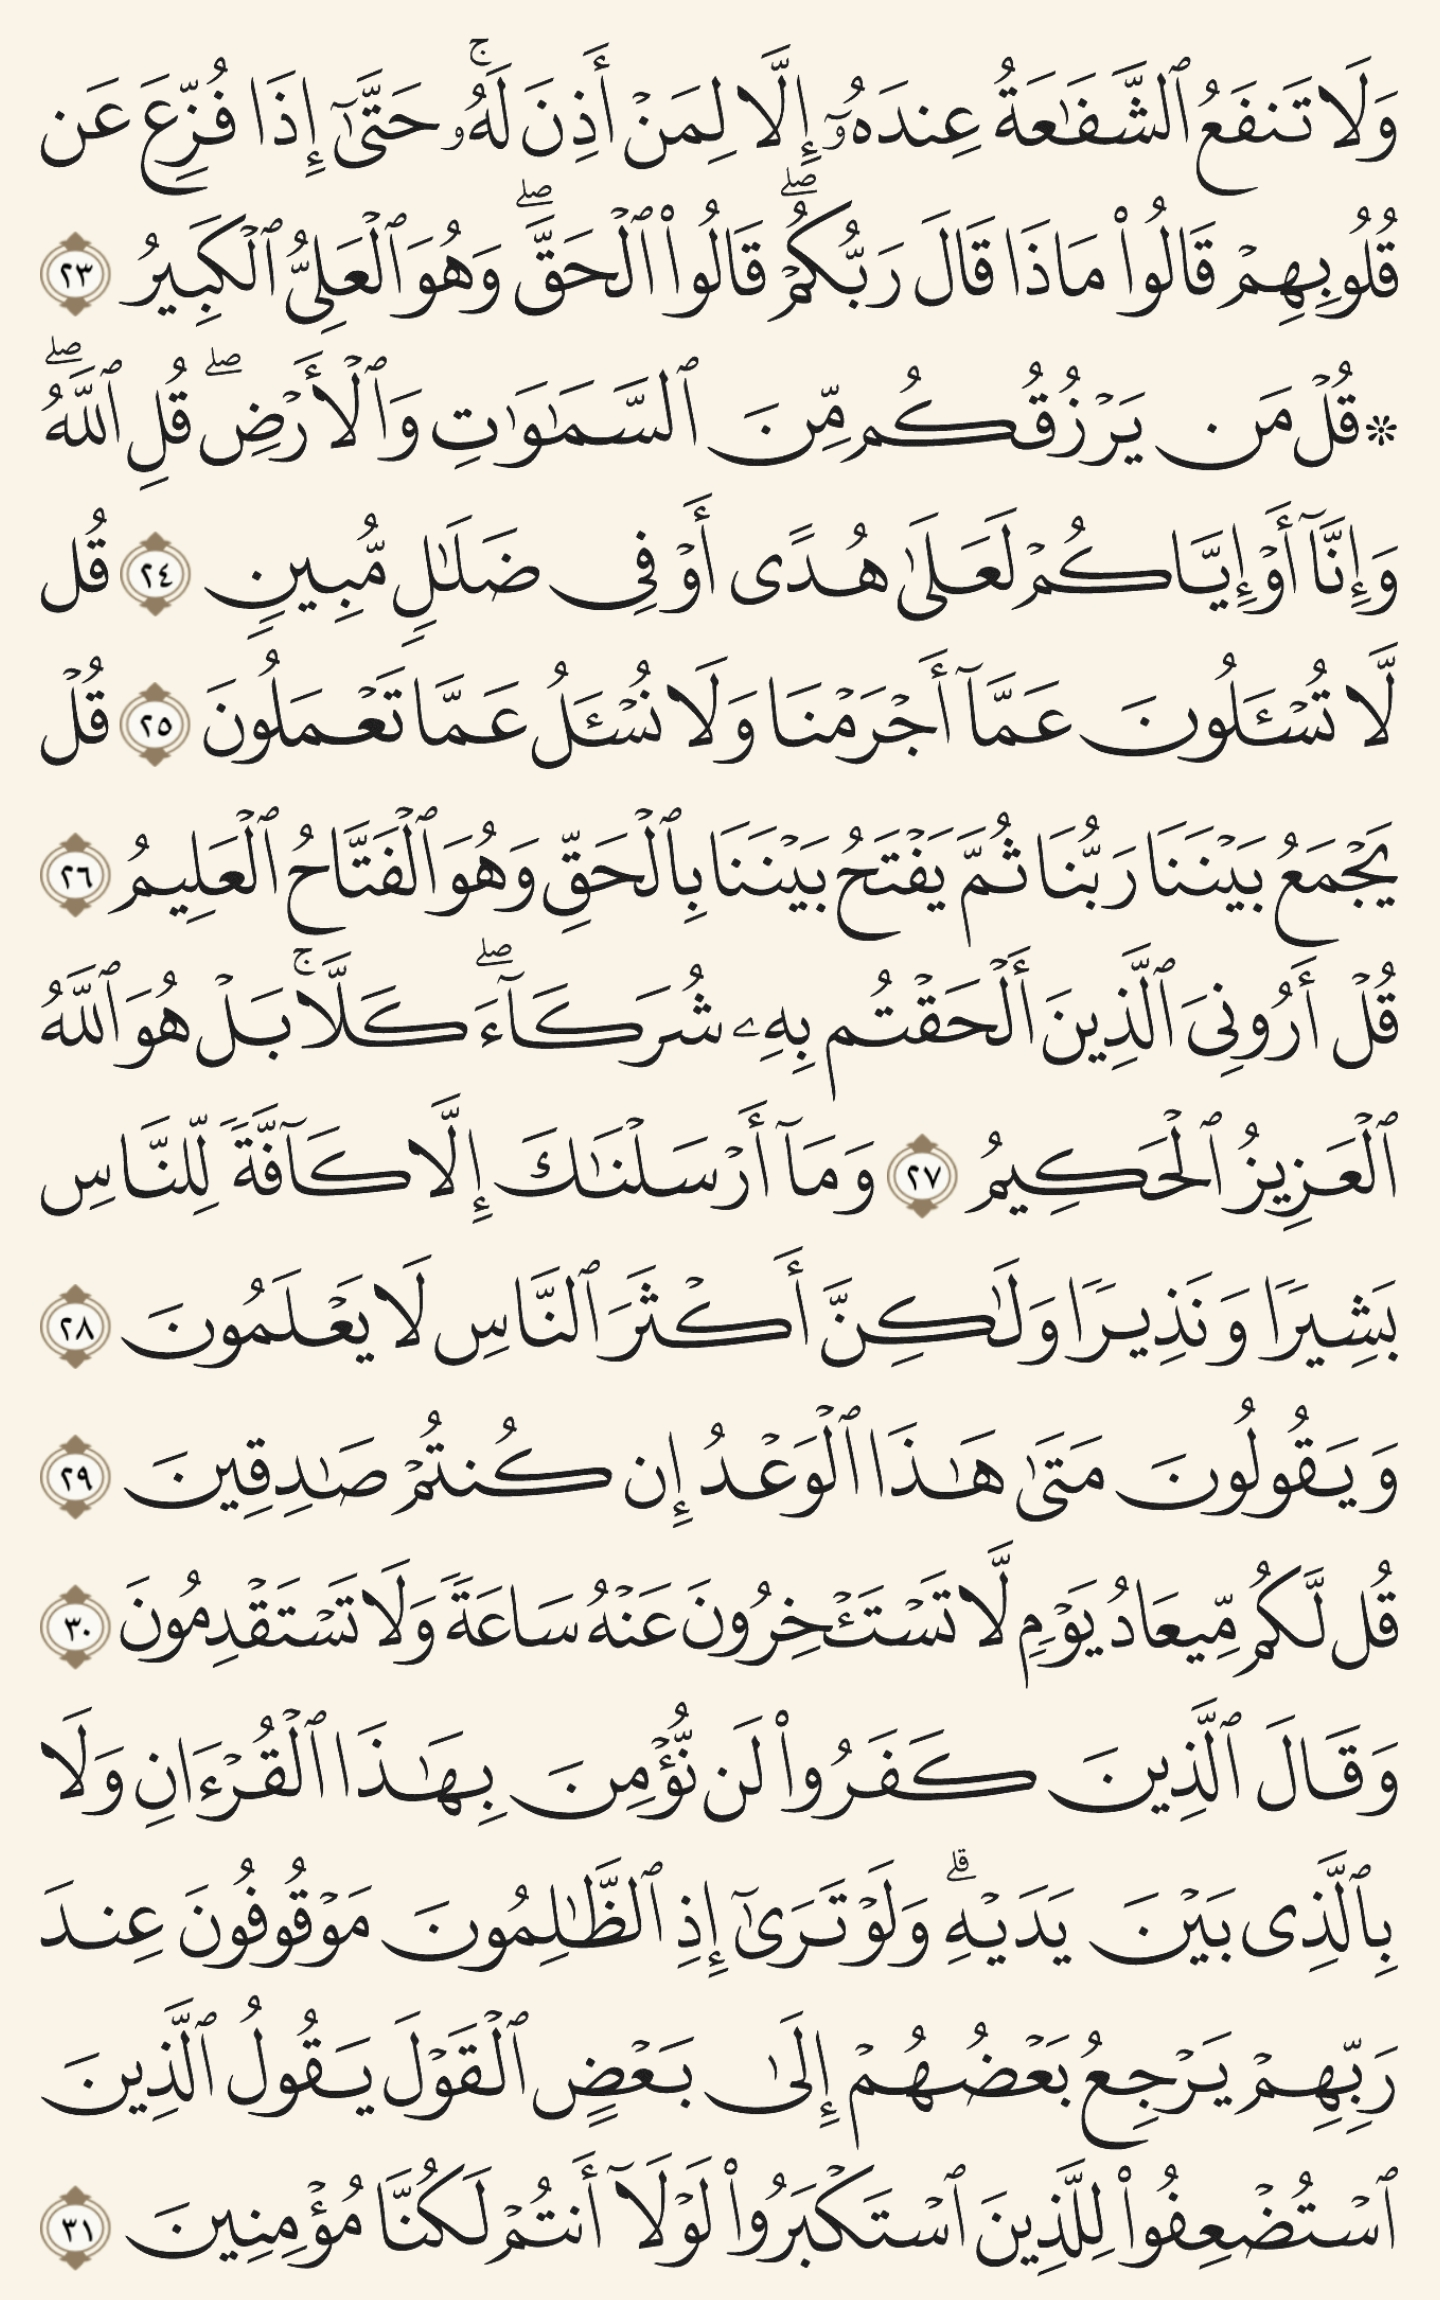 وَلَا تَنفَعُ ٱلشَّفَٰعَةُ عِندَهُۥٓ إِلَّا لِمَنْ أَذِنَ لَهُۥۚ حَتَّىٰٓ إِذَا فُزِّعَ عَن
قُلُوبِهِمْ قَالُوا۟ مَاذَا قَالَ رَبُّكُمْۖ قَالُوا۟ ٱلْحَقَّۖ وَهُوَ ٱلْعَلِىُّ ٱلْكَبِيرُ ٢٣
۞ قُلْ مَن يَرْزُقُكُم مِّنَ ٱلسَّمَٰوَٰتِ وَٱلْأَرْضِۖ قُلِ ٱللَّهُۖ
وَإِنَّآ أَوْ إِيَّاكُمْ لَعَلَىٰ هُدًى أَوْ فِى ضَلَٰلٍ مُّبِينٍ ٢٤ قُل
لَّا تُسْـَٔلُونَ عَمَّآ أَجْرَمْنَا وَلَا نُسْـَٔلُ عَمَّا تَعْمَلُونَ ٢٥ قُلْ
يَجْمَعُ بَيْنَنَا رَبُّنَا ثُمَّ يَفْتَحُ بَيْنَنَا بِٱلْحَقِّ وَهُوَ ٱلْفَتَّاحُ ٱلْعَلِيمُ ٢٦
قُلْ أَرُونِىَ ٱلَّذِينَ أَلْحَقْتُم بِهِۦ شُرَكَآءَۖ كَلَّاۚ بَلْ هُوَ ٱللَّهُ
ٱلْعَزِيزُ ٱلْحَكِيمُ ٢٧ وَمَآ أَرْسَلْنَٰكَ إِلَّا كَآفَّةً لِّلنَّاسِ
بَشِيرًا وَنَذِيرًا وَلَٰكِنَّ أَكْثَرَ ٱلنَّاسِ لَا يَعْلَمُونَ ٢٨
وَيَقُولُونَ مَتَىٰ هَٰذَا ٱلْوَعْدُ إِن كُنتُمْ صَٰدِقِينَ ٢٩
قُل لَّكُم مِّيعَادُ يَوْمٍ لَّا تَسْتَـْٔخِرُونَ عَنْهُ سَاعَةً وَلَا تَسْتَقْدِمُونَ ٣٠
وَقَالَ ٱلَّذِينَ كَفَرُوا۟ لَن نُّؤْمِنَ بِهَٰذَا ٱلْقُرْءَانِ وَلَا
بِٱلَّذِى بَيْنَ يَدَيْهِۗ وَلَوْ تَرَىٰٓ إِذِ ٱلظَّٰلِمُونَ مَوْقُوفُونَ عِندَ
رَبِّهِمْ يَرْجِعُ بَعْضُهُمْ إِلَىٰ بَعْضٍ ٱلْقَوْلَ يَقُولُ ٱلَّذِينَ
ٱسْتُضْعِفُوا۟ لِلَّذِينَ ٱسْتَكْبَرُوا۟ لَوْلَآ أَنتُمْ لَكُنَّا مُؤْمِنِينَ ٣١